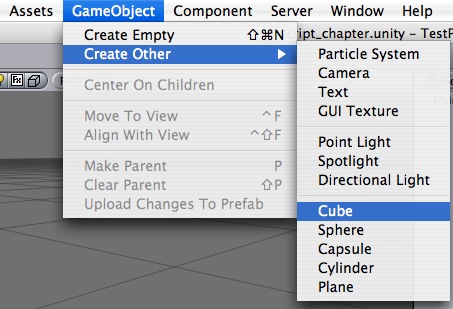 Assets GameObject Component Server Window Help
ript_chapter.unity – TestP
Create Empty ⇧⌘N
Create Other ▶
Center On Children
Move To View ^F
Align With View ^⇧F
Make Parent P
Clear Parent ⇧P
Upload Changes To Prefab
Particle System
Camera
Text
GUI Texture
Point Light
Spotlight
Directional Light
Cube
Sphere
Capsule
Cylinder
Plane
Fx